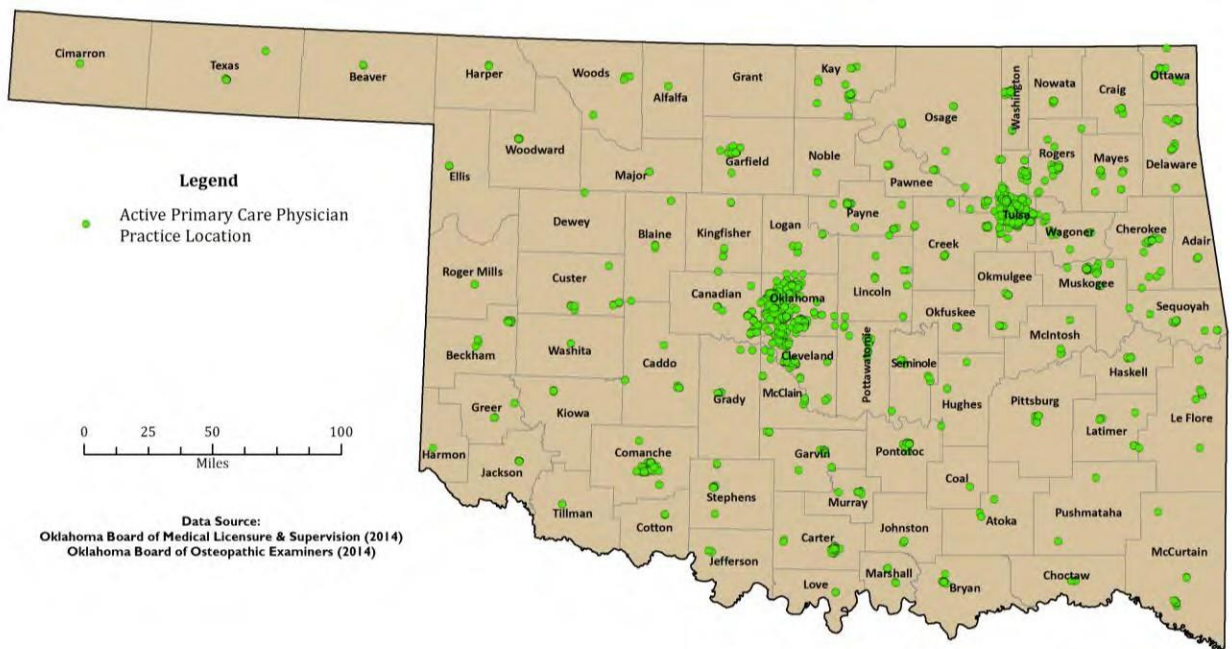 Cimarron
Texas
Beaver
Harper
Woods
Alfalfa
Grant
Kay
Osage
Washington
Nowata
Craig
Ottawa
Ellis
Woodward
Major
Garfield
Noble
Pawnee
Rogers
Mayes
Delaware
Legend
Active Primary Care Physician
Practice Location
Dewey
Blaine
Kingfisher
Logan
Payne
Creek
Tulsa
Wagoner
Cherokee
Adair
Roger Mills
Custer
Canadian
Oklahoma
Lincoln
Okmulgee
Muskogee
Okfuskee
Sequoyah
McIntosh
Beckham
Washita
Caddo
Cleveland
Pottawatomie
Seminole
Haskell
Greer
Kiowa
Grady
McClain
Hughes
Pittsburg
Latimer
Le Flore
0 25 50 100
Miles
Harmon
Jackson
Comanche
Garvin
Pontotoc
Coal
Tillman
Cotton
Stephens
Murray
Johnston
Atoka
Pushmataha
McCurtain
Data Source:
Oklahoma Board of Medical Licensure & Supervision (2014)
Oklahoma Board of Osteopathic Examiners (2014)
Jefferson
Carter
Love
Marshall
Bryan
Choctaw